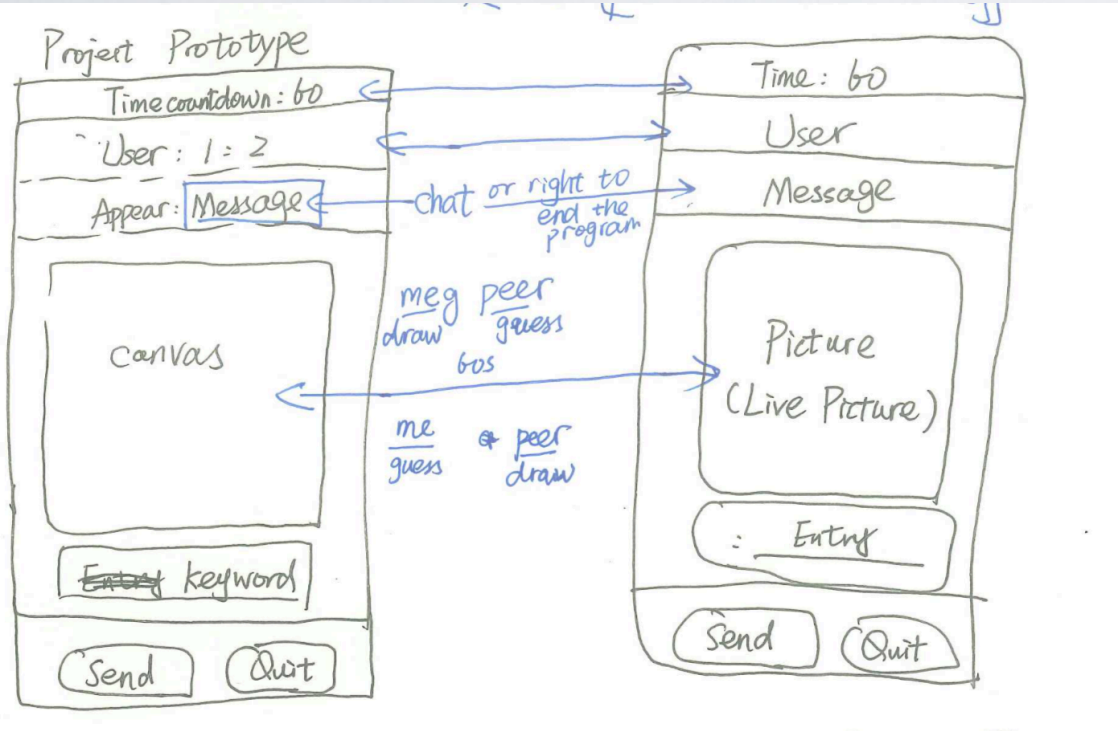 Project Prototype
Timecountdown: 60
User: 1: 2
Appear: Message
canvas
keyword
Send
Quit
chat or right to
end the
program
meg peer
draw guess
60s
me peer
guess draw
Time: 60
User
Message
Picture
(Live Picture)
: Entry
Send
Quit